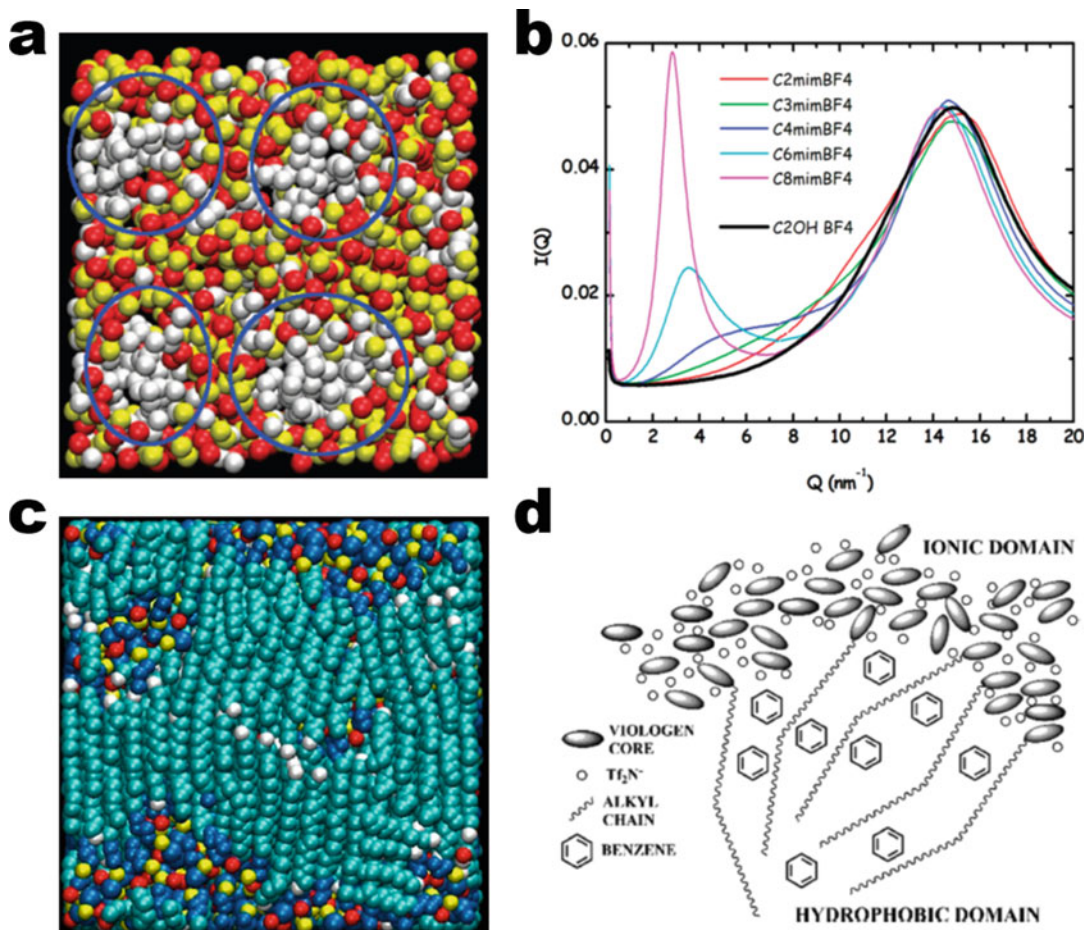 a
b
0.06
0.04
0.02
0.00
I(Q)
C2mimBF4
C3mimBF4
C4mimBF4
C6mimBF4
C8mimBF4
C2OH BF4
0 2 4 6 8 10 12 14 16 18 20
Q (nm⁻¹)
c
d
IONIC DOMAIN
VIOLOGEN
CORE
Tf₂N⁻
ALKYL
CHAIN
BENZENE
HYDROPHOBIC DOMAIN